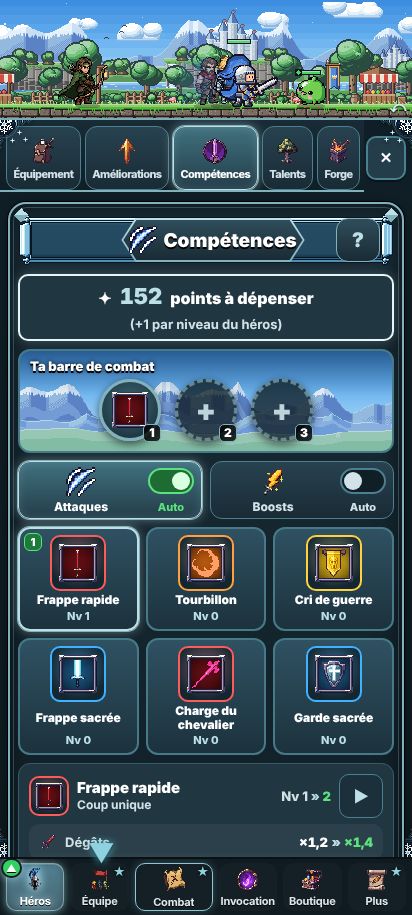 Équipement
Améliorations
Compétences
Talents
Forge
×
Compétences
?
152 points à dépenser
(+1 par niveau du héros)
Ta barre de combat
1
+ 2
+ 3
Attaques
Auto
Boosts
Auto
1
Frappe rapide
Nv 1
Tourbillon
Nv 0
Cri de guerre
Nv 0
Frappe sacrée
Nv 0
Charge du
chevalier
Nv 0
Garde sacrée
Nv 0
Frappe rapide
Coup unique
Nv 1 » 2
Dégâts
×1,2 » ×1,4
Héros
Équipe
Combat
Invocation
Boutique
Plus